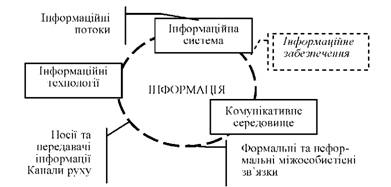 Інформаційні
потоки
Інформаційна
система
Інформаційне
забезпечення
Інформаційні
технології
ІНФОРМАЦІЯ
Комунікативне
середовище
Носії та
передавачі
інформації
Канали руху
Формальні та нефор-
мальні міжособистісні
зв’язки